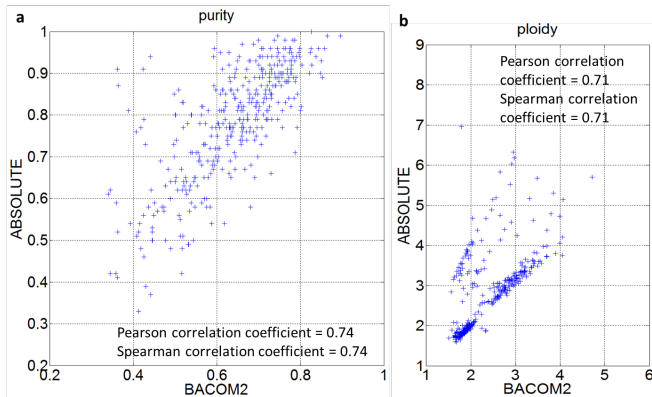 a
purity
1
0.9
0.8
0.7
0.6
0.5
0.4
0.3
0.2
ABSOLUTE
Pearson correlation coefficient = 0.74
Spearman correlation coefficient = 0.74
0.2
0.4
0.6
0.8
1
BACOM2
b
ploidy
9
8
7
6
5
4
3
2
1
ABSOLUTE
Pearson correlation
coefficient = 0.71
Spearman correlation
coefficient = 0.71
1
2
3
4
5
6
BACOM2